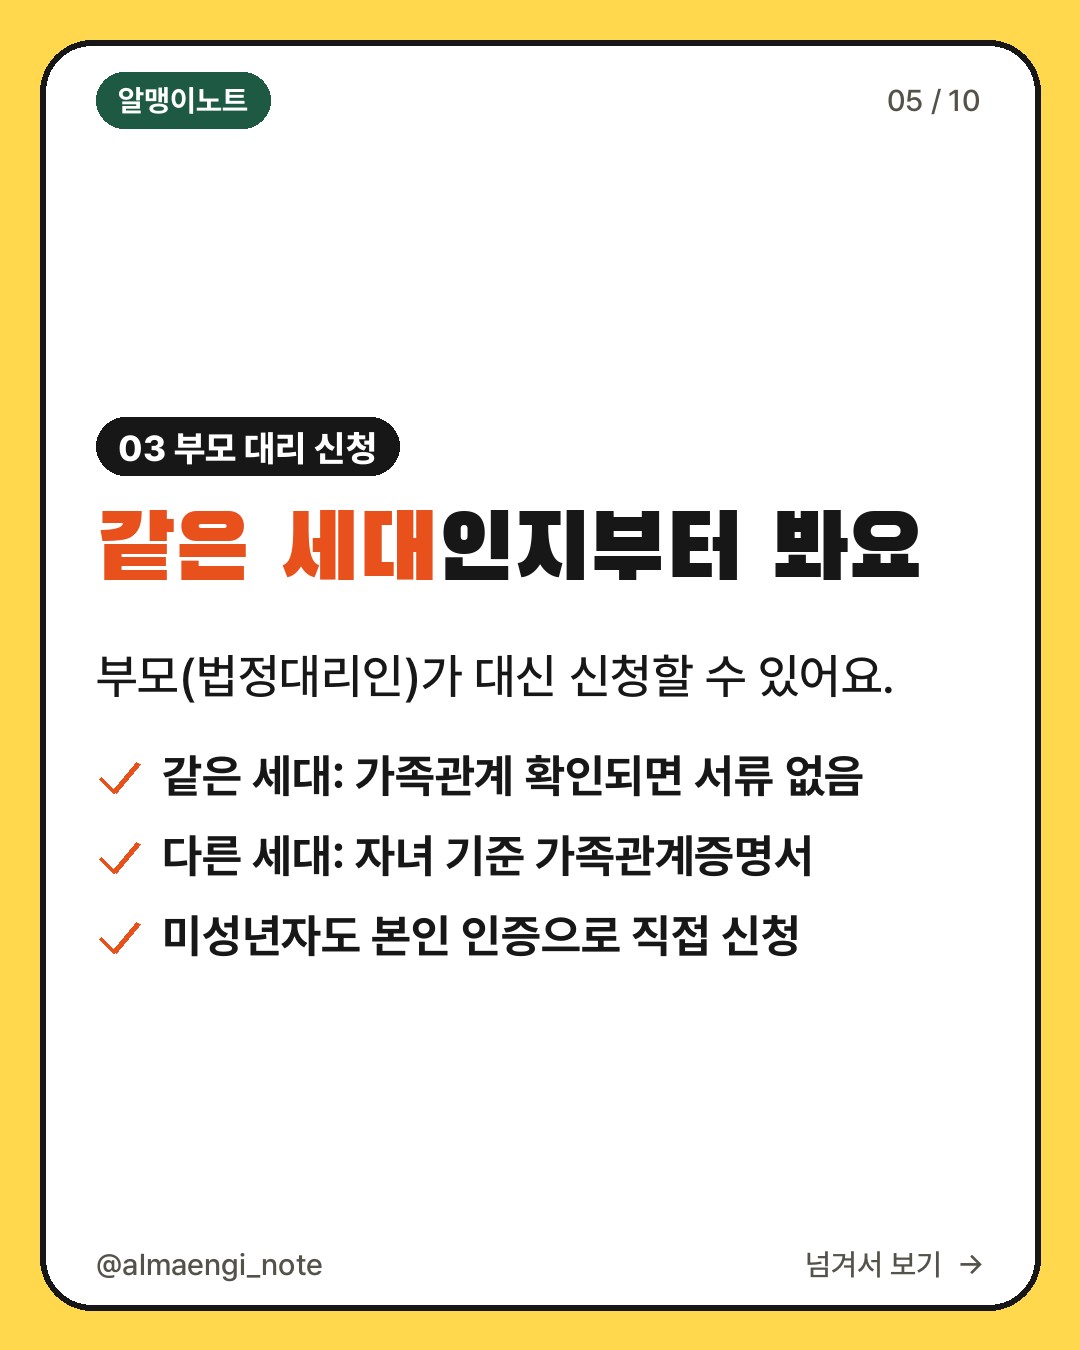 알맹이노트
05 / 10
03 부모 대리 신청
같은 세대인지부터 봐요
부모(법정대리인)가 대신 신청할 수 있어요.
같은 세대: 가족관계 확인되면 서류 없음
다른 세대: 자녀 기준 가족관계증명서
미성년자도 본인 인증으로 직접 신청
@almaengi_note
넘겨서 보기 →